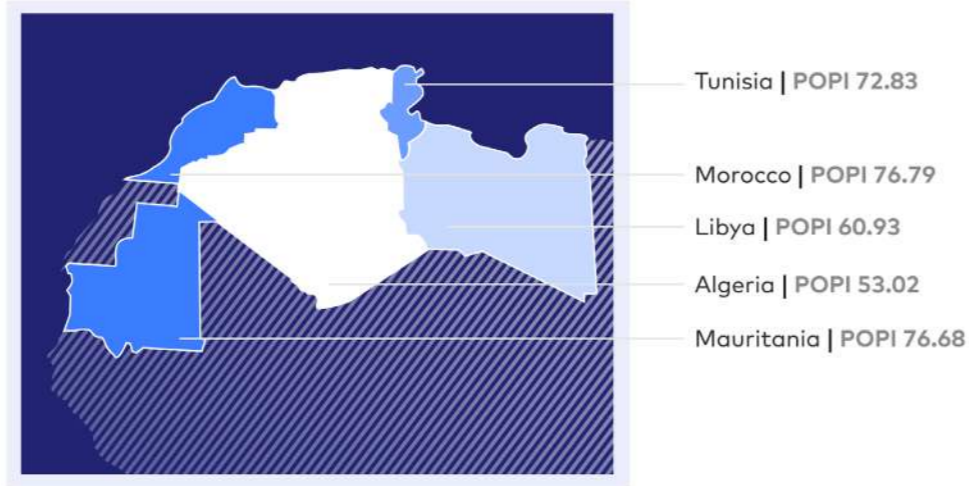 Tunisia | POPI 72.83
Morocco | POPI 76.79
Libya | POPI 60.93
Algeria | POPI 53.02
Mauritania | POPI 76.68